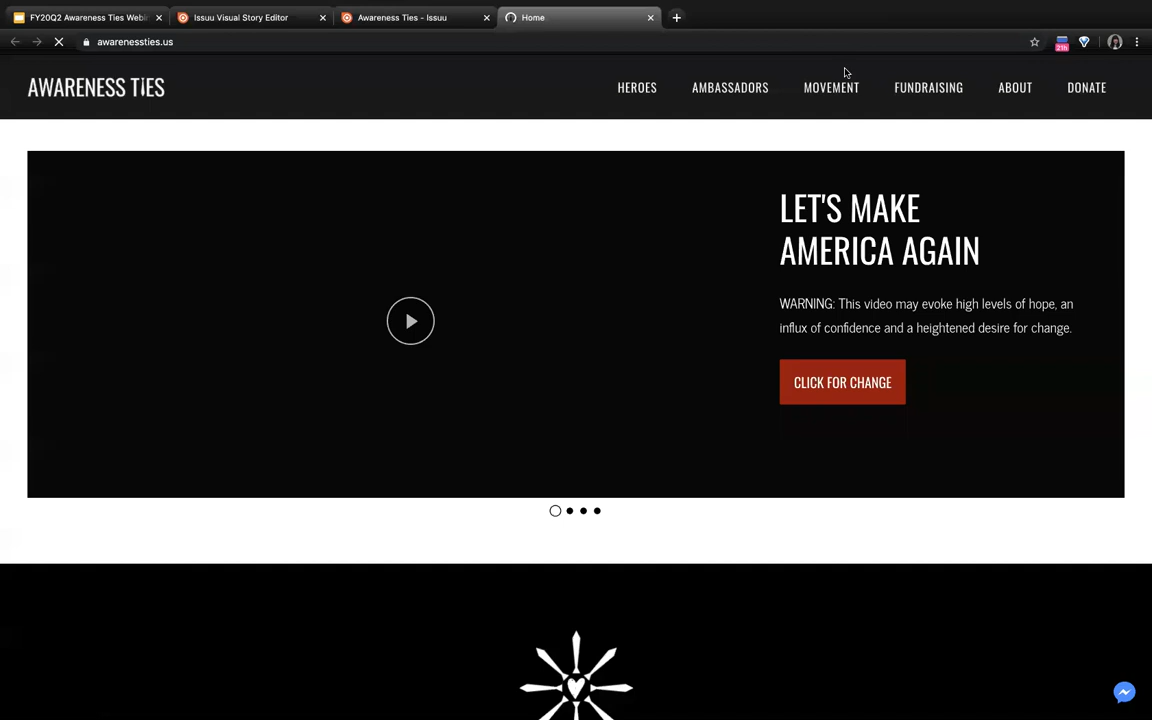 FY20Q2 Awareness Ties Webin
Issuu Visual Story Editor
Awareness Ties - Issuu
Home
awarenessties.us
21h
AWARENESS TiES
HEROES
AMBASSADORS
MOVEMENT
FUNDRAISING
ABOUT
DONATE
LET'S MAKE
AMERICA AGAIN
WARNING: This video may evoke high levels of hope, an
influx of confidence and a heightened desire for change.
CLICK FOR CHANGE